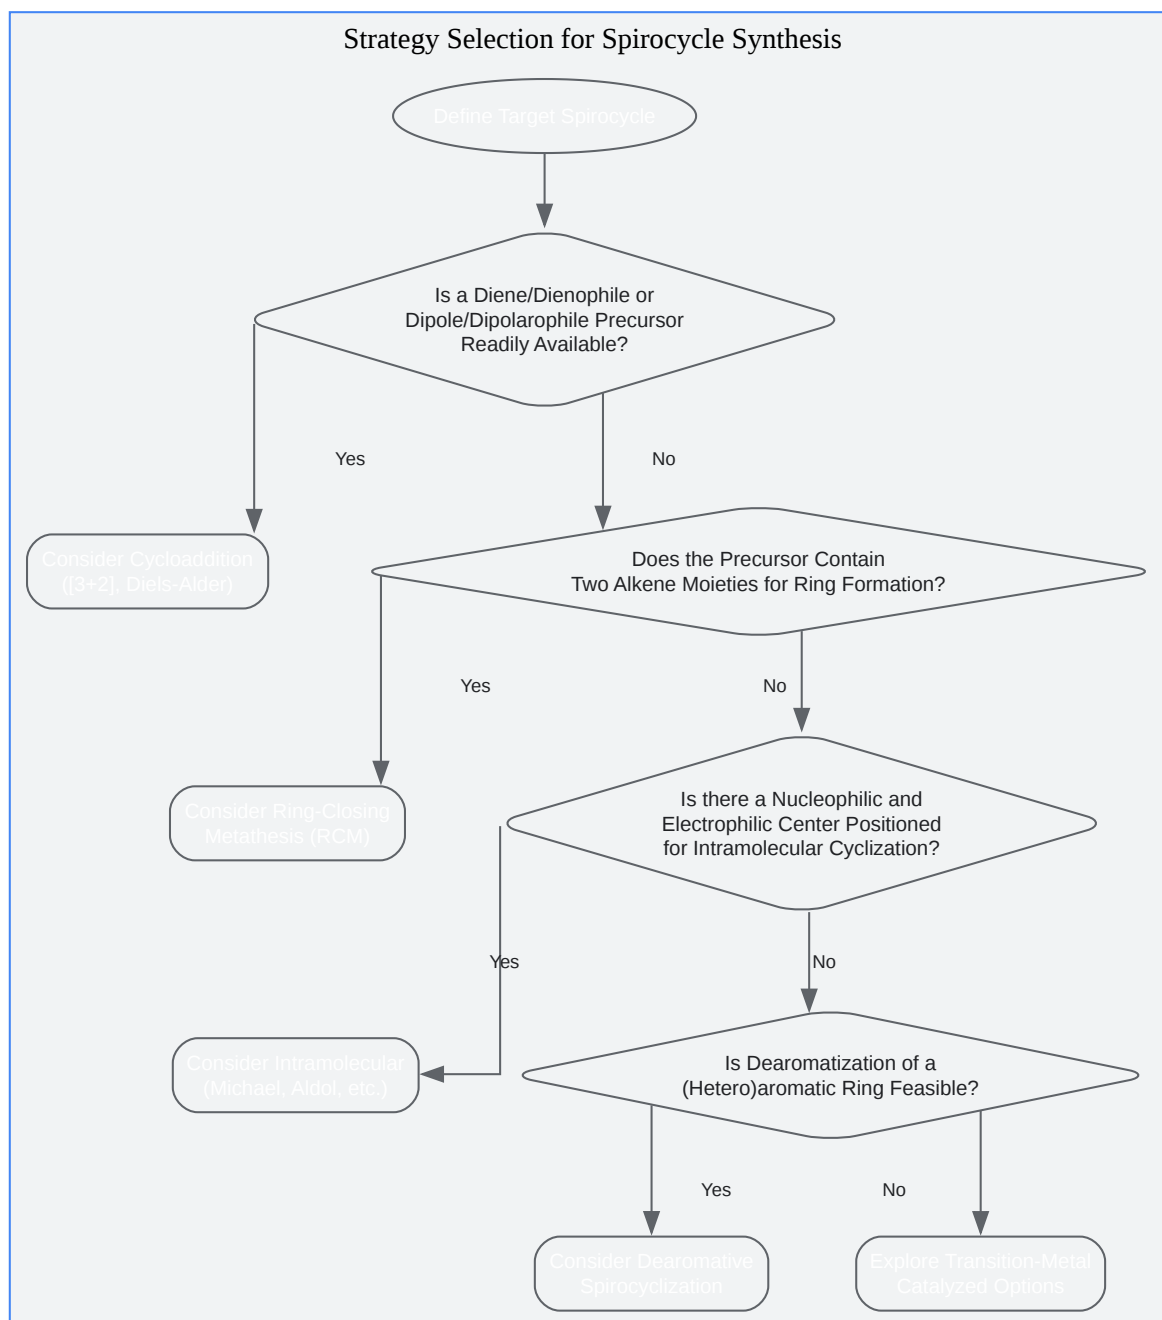 Strategy Selection for Spirocycle Synthesis
Define Target Spirocycle
Is a Diene/Dienophile or
Dipole/Dipolarophile Precursor
Readily Available?
Yes
No
Consider Cycloaddition
([3+2], Diels-Alder)
Does the Precursor Contain
Two Alkene Moieties for Ring Formation?
Yes
No
Consider Ring-Closing
Metathesis (RCM)
Is there a Nucleophilic and
Electrophilic Center Positioned
for Intramolecular Cyclization?
Yes
No
Consider Intramolecular
(Michael, Aldol, etc.)
Is Dearomatization of a
(Hetero)aromatic Ring Feasible?
Yes
No
Consider Dearomative
Spirocyclization
Explore Transition-Metal
Catalyzed Options